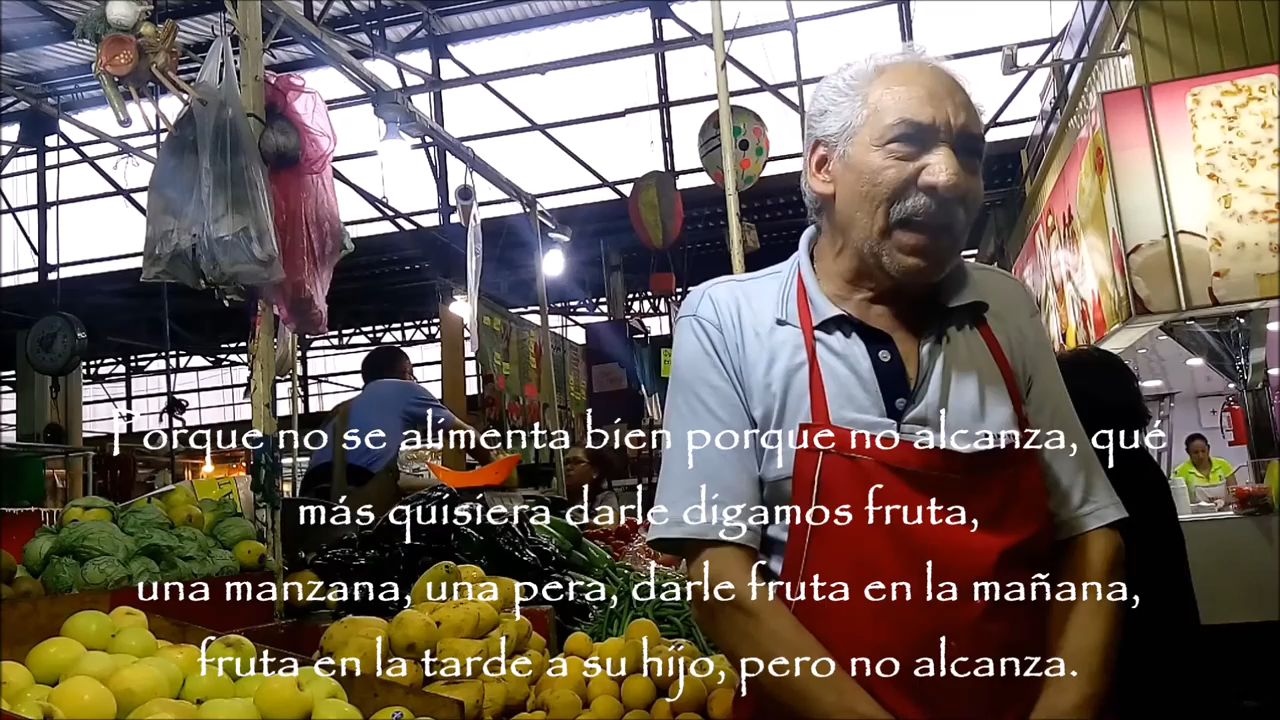 Porque no se alimenta bien porque no alcanza, qué
más quisiera darle digamos fruta,
una manzana, una pera, darle fruta en la mañana,
fruta en la tarde a su hijo, pero no alcanza.